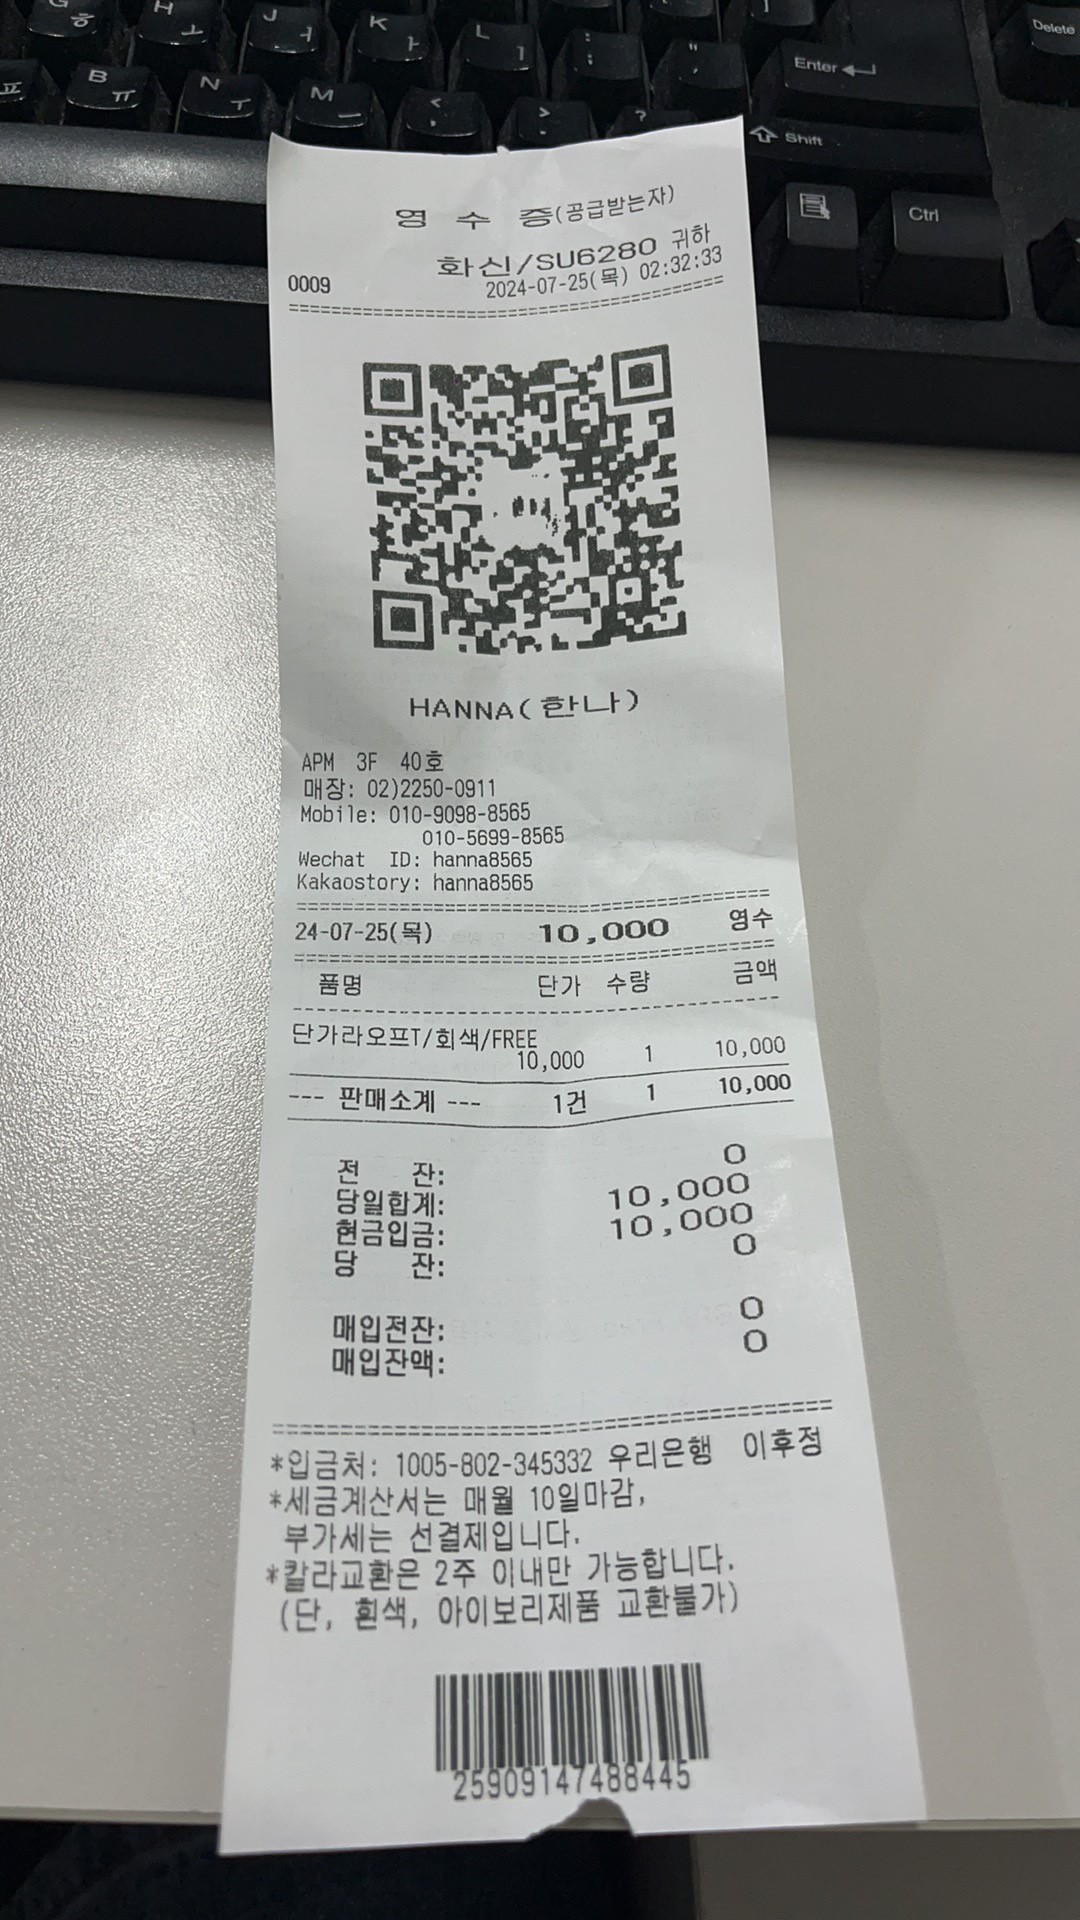 G ㅎ
H ㅗ
J ㅓ
K ㅏ
L ㅣ
: ;
" '
]
Delete
Enter
ㅍ
B ㅠ
N ㅜ
M ㅡ
< ,
> .
?
Shift
Ctrl
영 수 증(공급받는자)
화신/SU6280 귀하
0009 2024-07-25(목) 02:32:33
HANNA(한나)
APM 3F 40호
매장: 02)2250-0911
Mobile: 010-9098-8565
010-5699-8565
Wechat ID: hanna8565
Kakaostory: hanna8565
24-07-25(목) 10,000 영수
품명 단가 수량 금액
단가라오프T/회색/FREE
10,000 1 10,000
--- 판매소계 --- 1건 1 10,000
전 잔: 0
당일합계: 10,000
현금입금: 10,000
당 잔: 0
매입전잔: 0
매입잔액: 0
*입금처: 1005-802-345332 우리은행 이후정
*세금계산서는 매월 10일마감,
부가세는 선결제입니다.
*칼라교환은 2주 이내만 가능합니다.
(단, 흰색, 아이보리제품 교환불가)
25909147488445